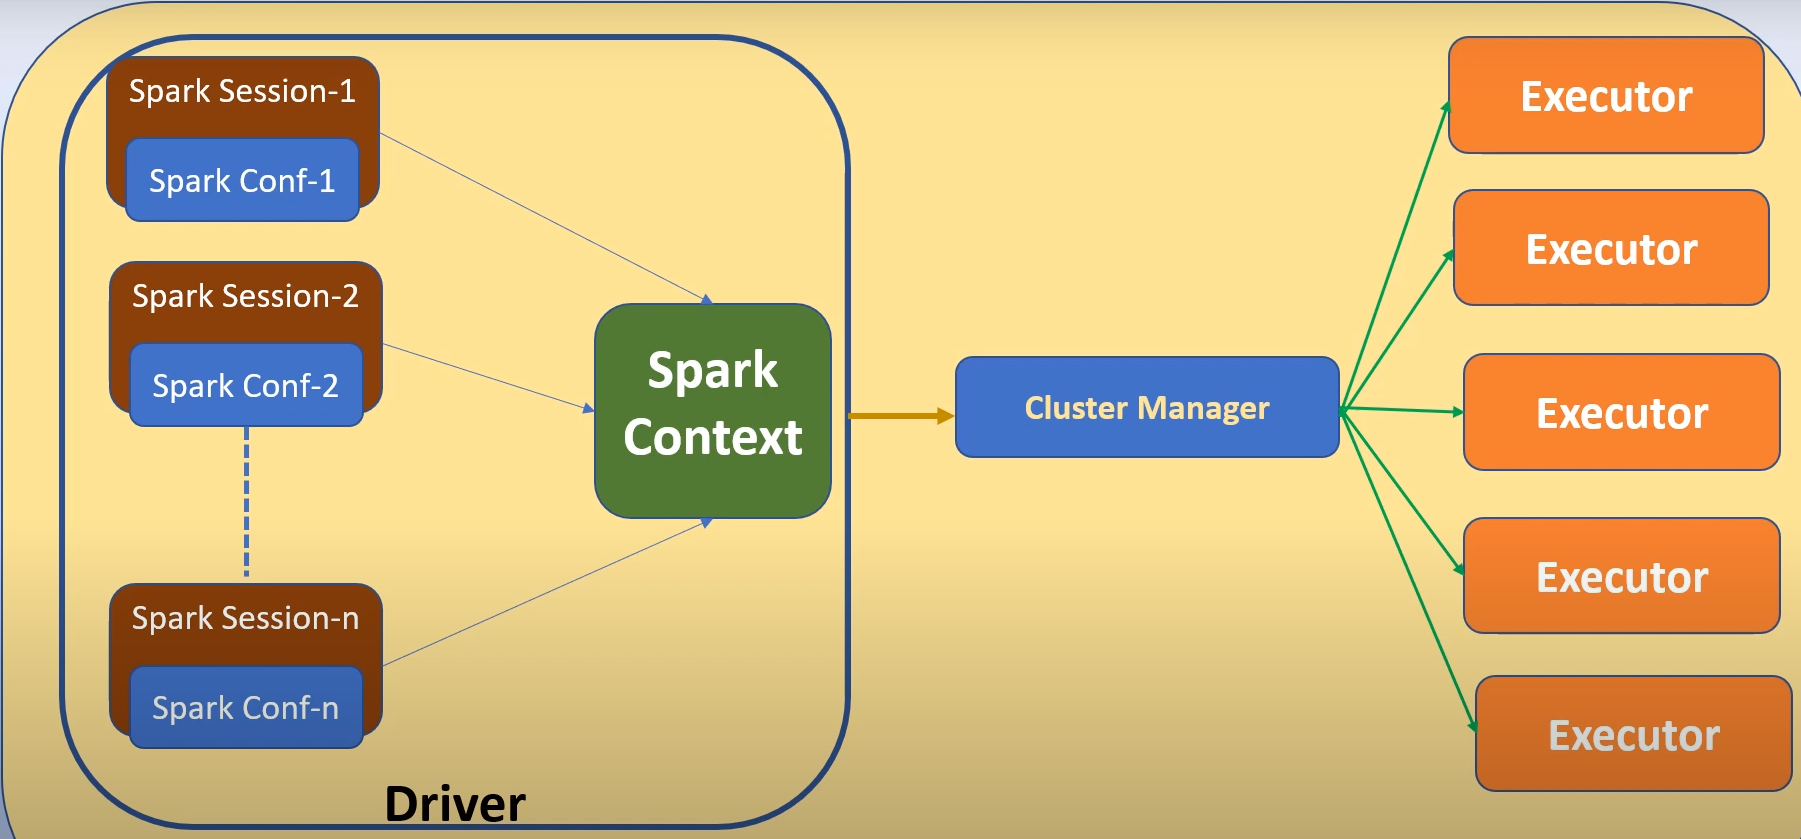 Spark Session-1
Spark Conf-1
Spark Session-2
Spark Conf-2
Spark Session-n
Spark Conf-n
Driver
Spark
Context
Cluster Manager
Executor
Executor
Executor
Executor
Executor